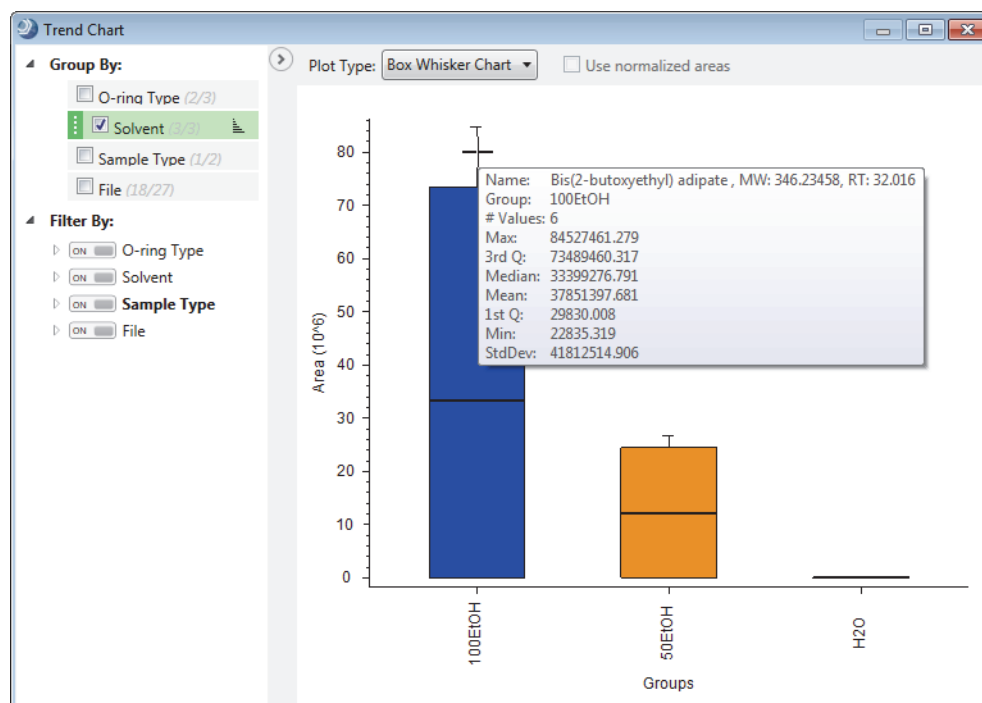 Trend Chart
Group By:
O-ring Type (2/3)
Solvent (3/3)
Sample Type (1/2)
File (18/27)
Filter By:
ON O-ring Type
ON Solvent
ON Sample Type
ON File
Plot Type: Box Whisker Chart Use normalized areas
Area (10^6)
80
70
60
50
40
30
20
10
0
Name: Bis(2-butoxyethyl) adipate , MW: 346.23458, RT: 32.016
Group: 100EtOH
# Values: 6
Max: 84527461.279
3rd Q: 73489460.317
Median: 33399276.791
Mean: 37851397.681
1st Q: 29830.008
Min: 22835.319
StdDev: 41812514.906
100EtOH
50EtOH
H2O
Groups